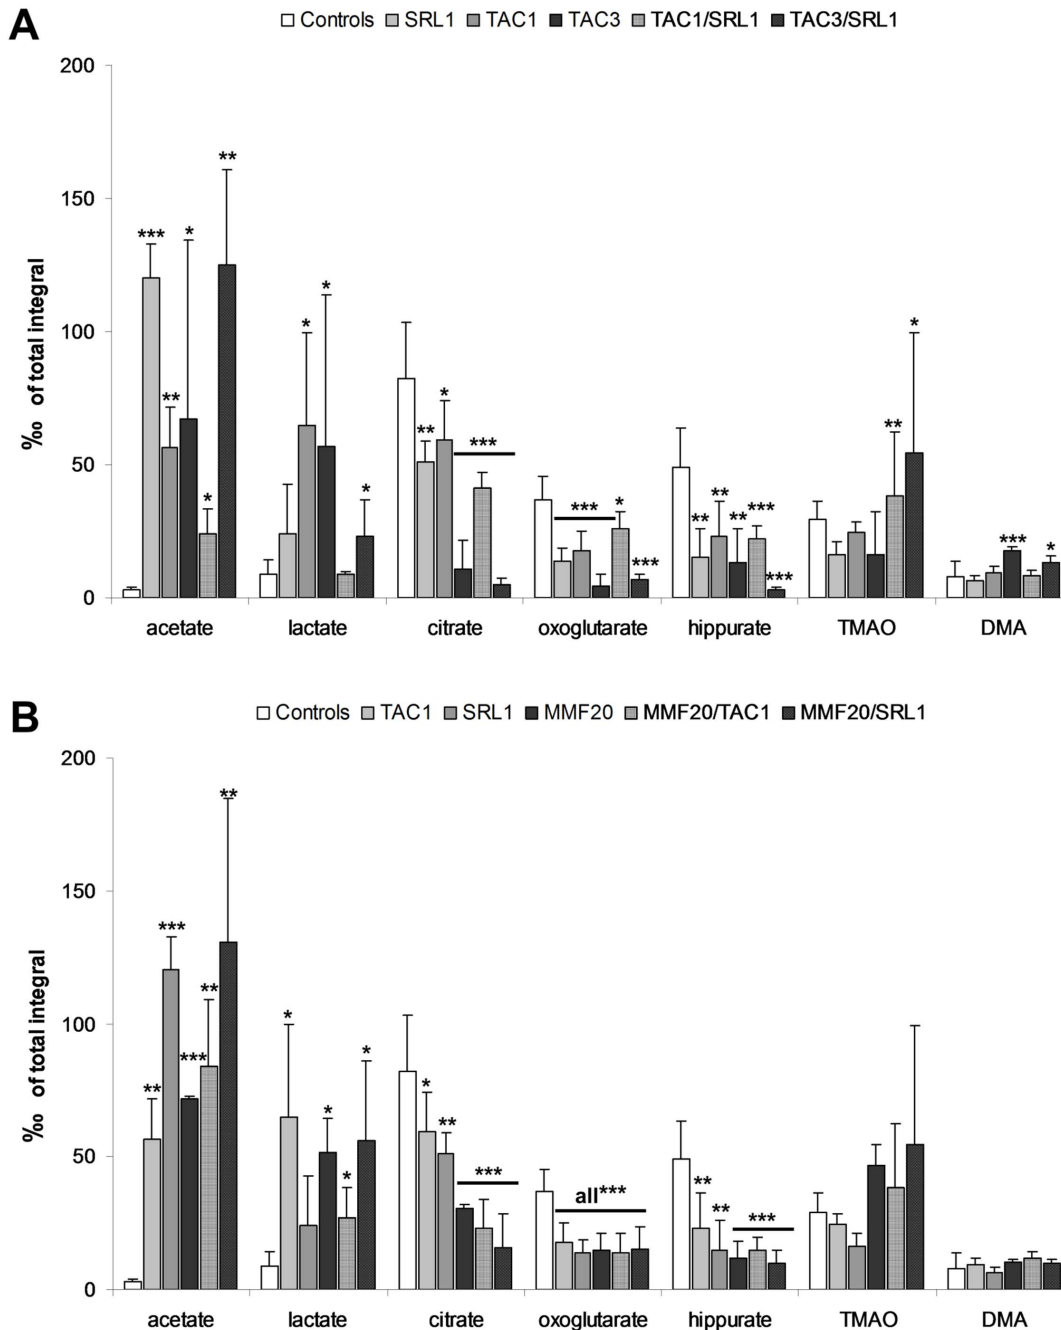 A
Controls SRL1 TAC1 TAC3 TAC1/SRL1 TAC3/SRL1
‰ of total integral
200
150
100
50
0
*** ** * * **
* * *
** * ***
*** * ***
** ** ** *** ***
** *
*** *
acetate lactate citrate oxoglutarate hippurate TMAO DMA
B
Controls TAC1 SRL1 MMF20 MMF20/TAC1 MMF20/SRL1
‰ of total integral
200
150
100
50
0
** *** *** ** **
* * * *
* ** ***
all***
** ** ***
acetate lactate citrate oxoglutarate hippurate TMAO DMA